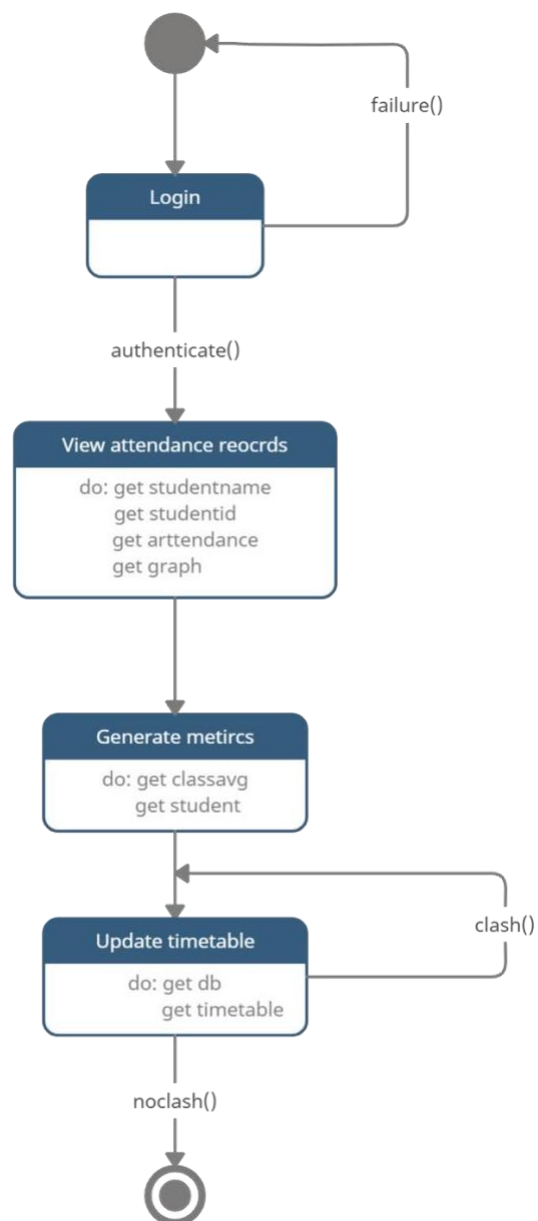 failure()
Login
authenticate()
View attendance reocrds
do: get studentname
get studentid
get arttendance
get graph
Generate metircs
do: get classavg
get student
clash()
Update timetable
do: get db
get timetable
noclash()